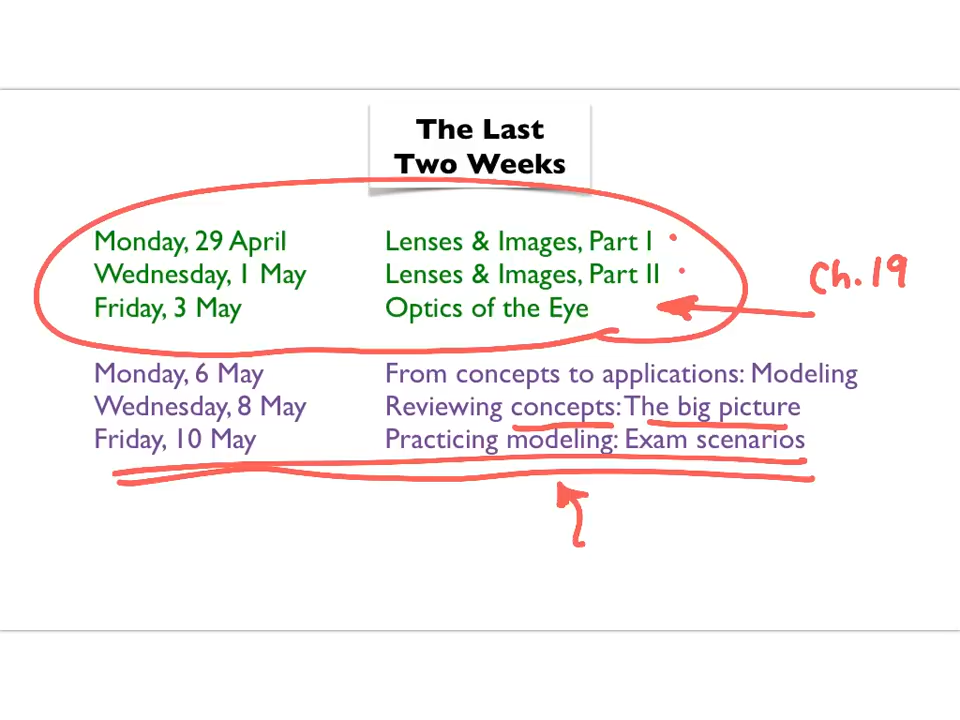 The Last
Two Weeks
Monday, 29 April Lenses & Images, Part I
Wednesday, 1 May Lenses & Images, Part II
Friday, 3 May Optics of the Eye
Ch. 19
Monday, 6 May From concepts to applications: Modeling
Wednesday, 8 May Reviewing concepts: The big picture
Friday, 10 May Practicing modeling: Exam scenarios